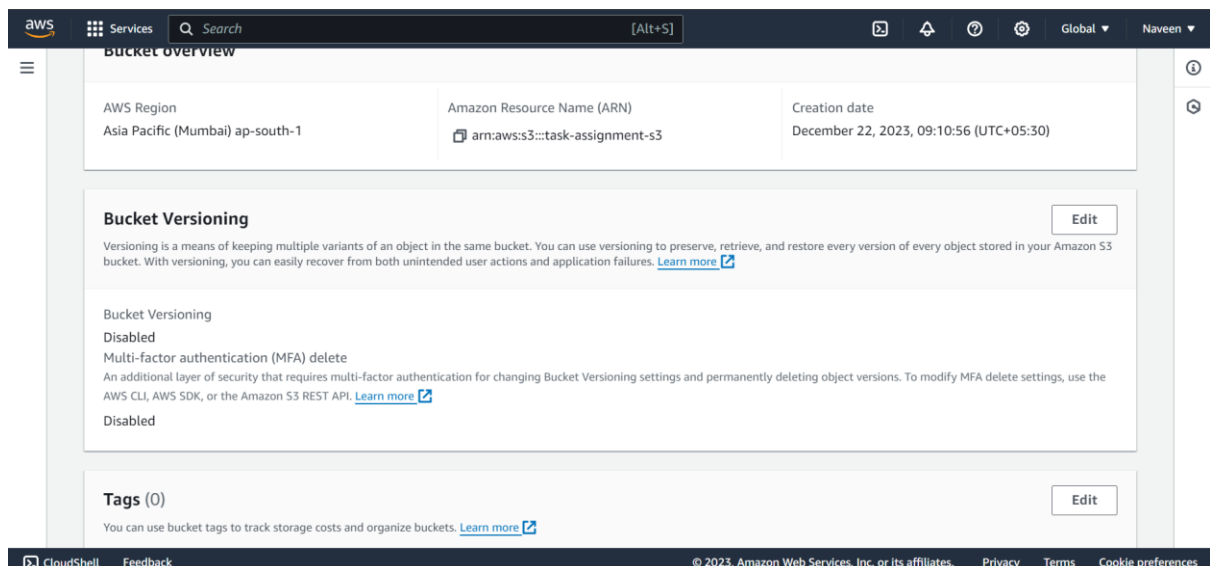 aws
Services
Search
[Alt+S]
Global
Naveen
Bucket overview
AWS Region
Asia Pacific (Mumbai) ap-south-1
Amazon Resource Name (ARN)
arn:aws:s3:::task-assignment-s3
Creation date
December 22, 2023, 09:10:56 (UTC+05:30)
Bucket Versioning
Edit
Versioning is a means of keeping multiple variants of an object in the same bucket. You can use versioning to preserve, retrieve, and restore every version of every object stored in your Amazon S3
bucket. With versioning, you can easily recover from both unintended user actions and application failures. Learn more
Bucket Versioning
Disabled
Multi-factor authentication (MFA) delete
An additional layer of security that requires multi-factor authentication for changing Bucket Versioning settings and permanently deleting object versions. To modify MFA delete settings, use the
AWS CLI, AWS SDK, or the Amazon S3 REST API. Learn more
Disabled
Tags (0)
Edit
You can use bucket tags to track storage costs and organize buckets. Learn more
CloudShell
Feedback
© 2023, Amazon Web Services, Inc. or its affiliates.
Privacy
Terms
Cookie preferences